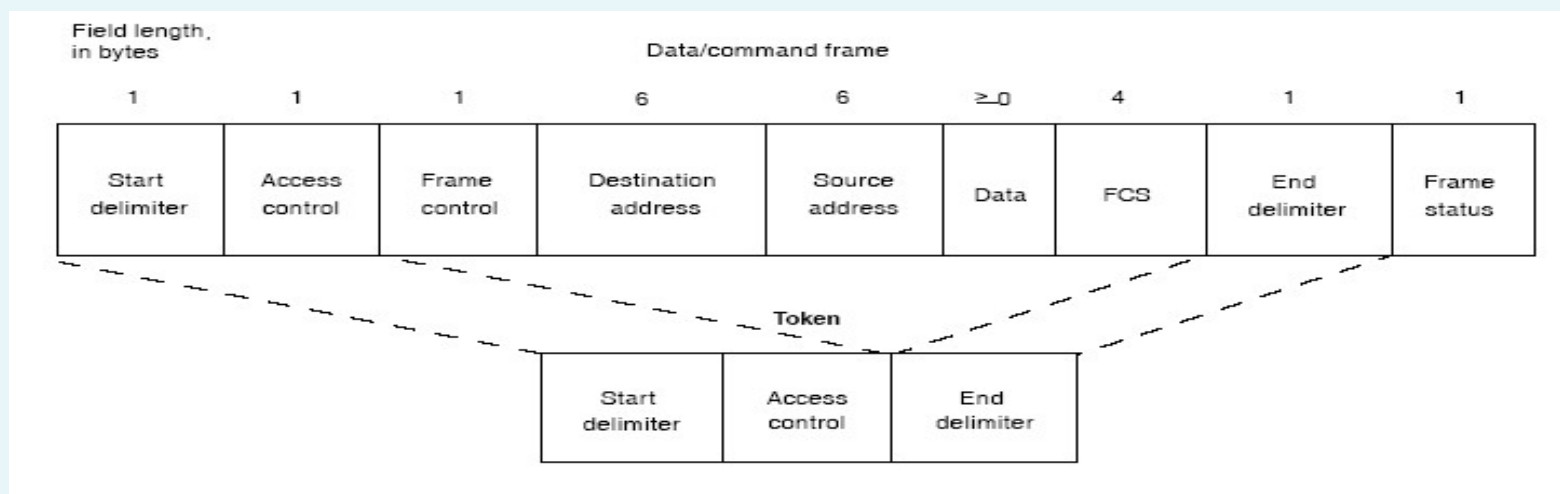 Field length,
in bytes
Data/command frame
1 1 1 6 6 ≥0 4 1 1
Start
delimiter
Access
control
Frame
control
Destination
address
Source
address
Data
FCS
End
delimiter
Frame
status
Token
Start
delimiter
Access
control
End
delimiter